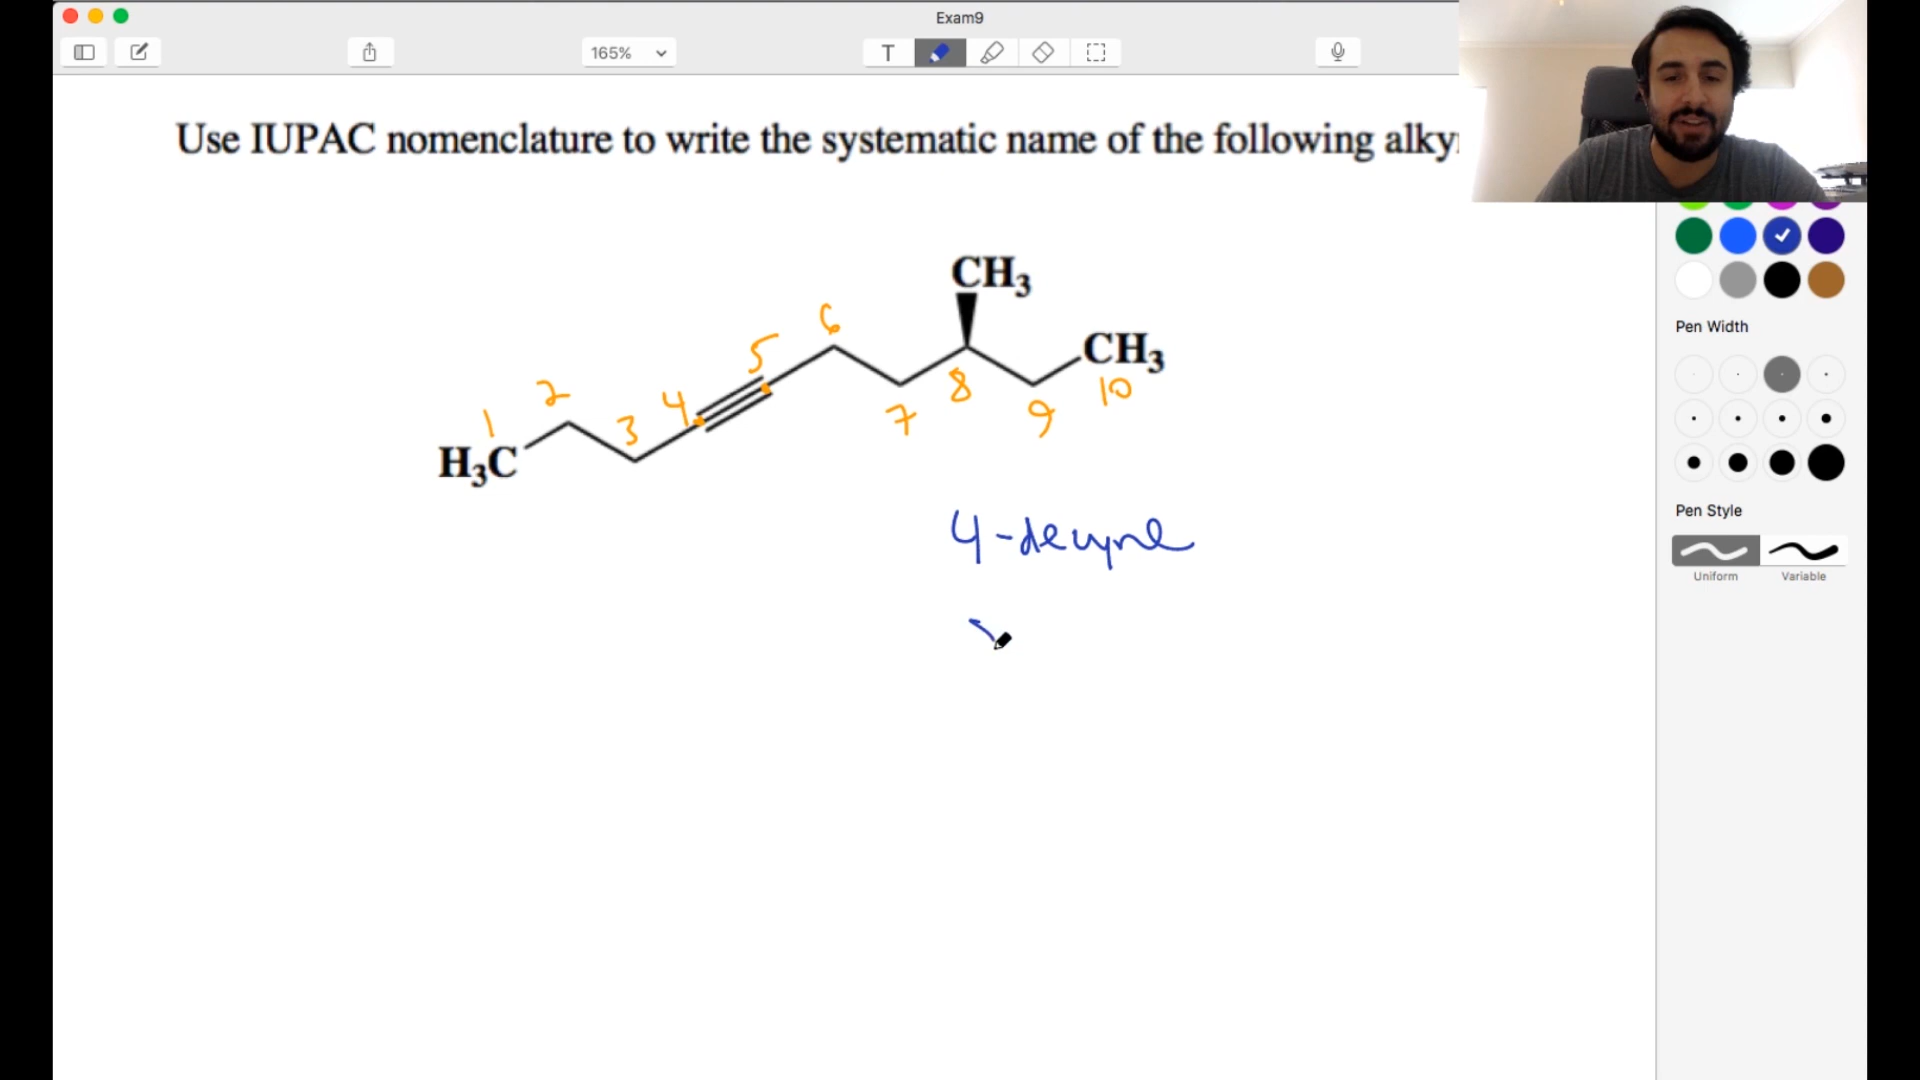 Exam9
165%
T
Use IUPAC nomenclature to write the systematic name of the following alky
CH3
6
5
CH3
2
4
8
10
1
3
7
9
H3C
4-decyne
Pen Width
Pen Style
Uniform
Variable